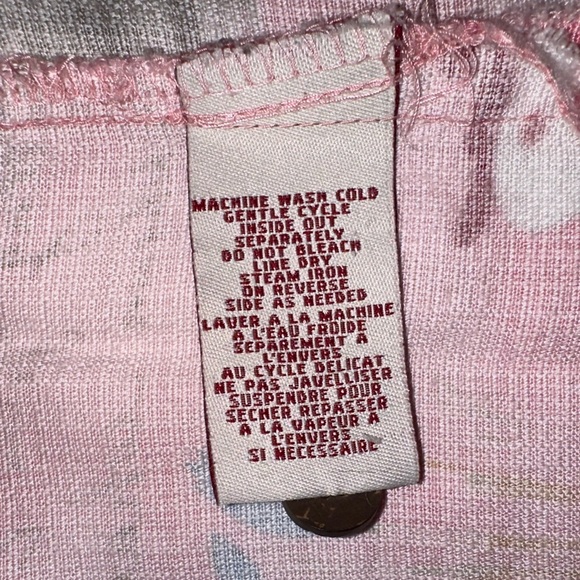 MACHINE WASH COLD
GENTLE CYCLE
INSIDE OUT
SEPARATELY
DO NOT BLEACH
LINE DRY
STEAM IRON
ON REVERSE
SIDE AS NEEDED
LAVER A LA MACHINE
A L'EAU FROIDE
SEPAREMENT A
L'ENVERS
AU CYCLE DELICAT
NE PAS JAVELLISER
SUSPENDRE POUR
SECHER REPASSER
A LA VAPEUR A
L'ENVERS
SI NECESSAIRE